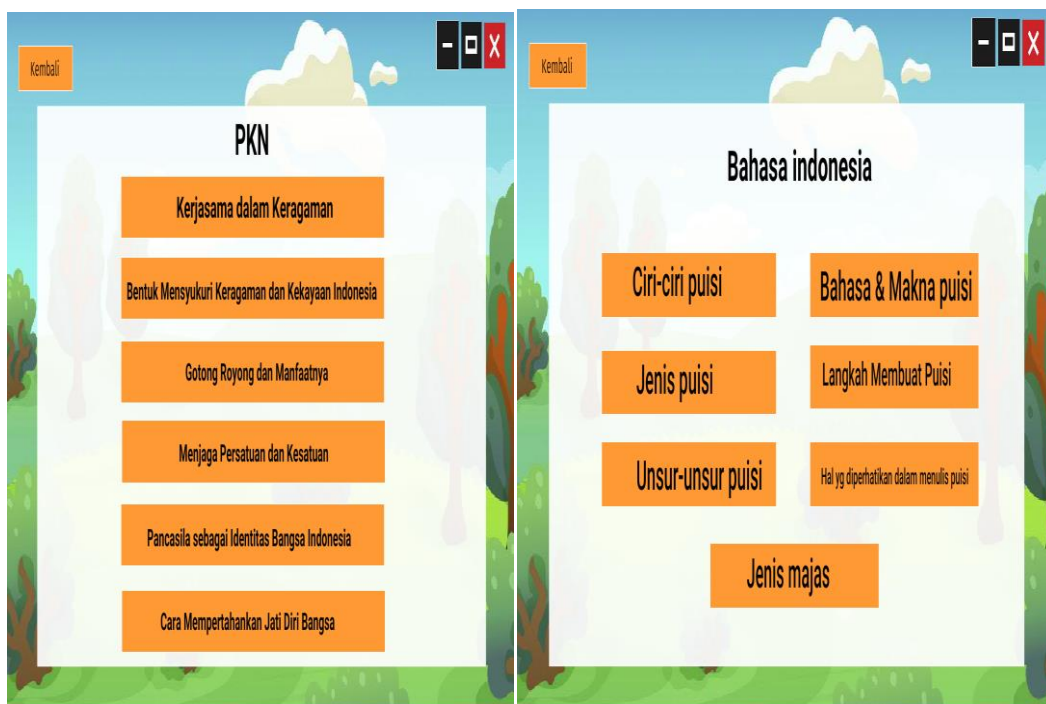 Kembali
PKN
Kerjasama dalam Keragaman
Bentuk Mensyukuri Keragaman dan Kekayaan Indonesia
Gotong Royong dan Manfaatnya
Menjaga Persatuan dan Kesatuan
Pancasila sebagai Identitas Bangsa Indonesia
Cara Mempertahankan Jati Diri Bangsa
Kembali
Bahasa indonesia
Ciri-ciri puisi
Bahasa & Makna puisi
Jenis puisi
Langkah Membuat Puisi
Unsur-unsur puisi
Hal yg diperhatikan dalam menulis puisi
Jenis majas